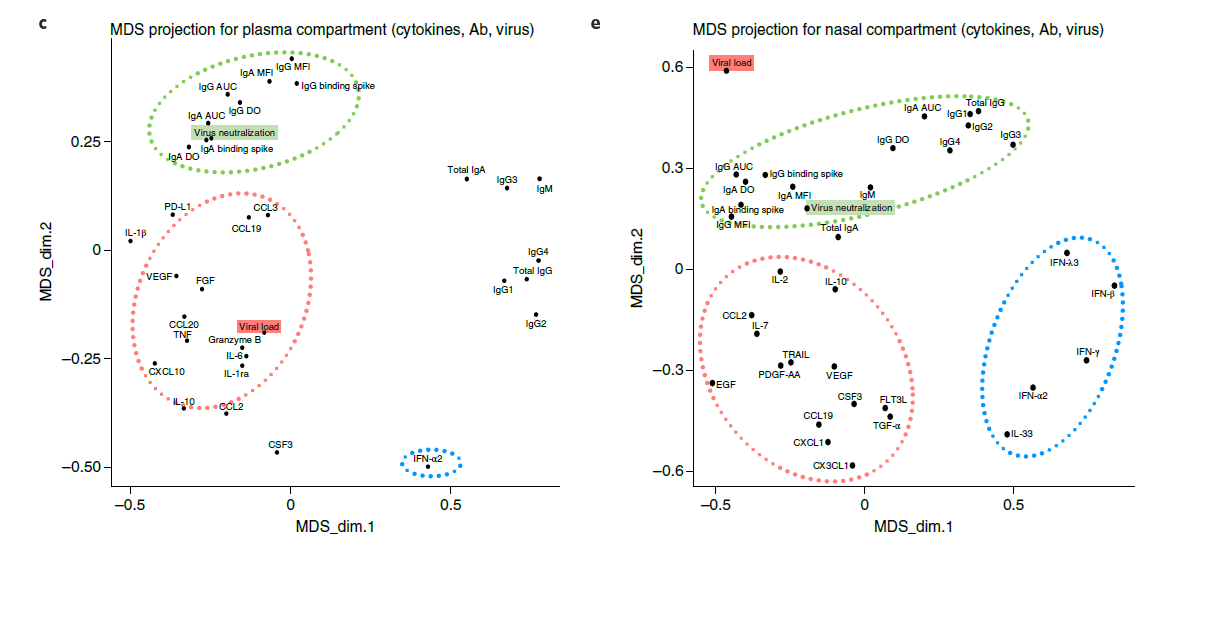 c
MDS projection for plasma compartment (cytokines, Ab, virus)
IgG MFI
IgA MFI
IgG AUC
IgG binding spike
IgG DO
IgA AUC
Virus neutralization
IgA binding spike
IgA DO
Total IgA
IgG3
IgM
PD-L1
CCL3
CCL19
IL-1β
VEGF
FGF
IgG4
Total IgG
IgG1
IgG2
CCL20
TNF
Viral load
Granzyme B
IL-6
IL-1ra
CXCL10
IL-10
CCL2
CSF3
IFN-α2
0.25
0
−0.25
−0.50
−0.5
0
0.5
MDS_dim.2
MDS_dim.1
e
MDS projection for nasal compartment (cytokines, Ab, virus)
Viral load
IgA AUC
Total IgG
IgG1
IgG2
IgG3
IgG DO
IgG4
IgG AUC
IgG binding spike
IgA DO
IgA MFI
IgM
IgA binding spike
Virus neutralization
IgG MFI
Total IgA
IL-2
IL-10
IFN-λ3
IFN-β
CCL2
IL-7
TRAIL
PDGF-AA
VEGF
IFN-γ
EGF
CSF3
FLT3L
TGF-α
IFN-α2
CCL19
CXCL1
IL-33
CX3CL1
0.6
0.3
0
−0.3
−0.6
−0.5
0
0.5
MDS_dim.2
MDS_dim.1